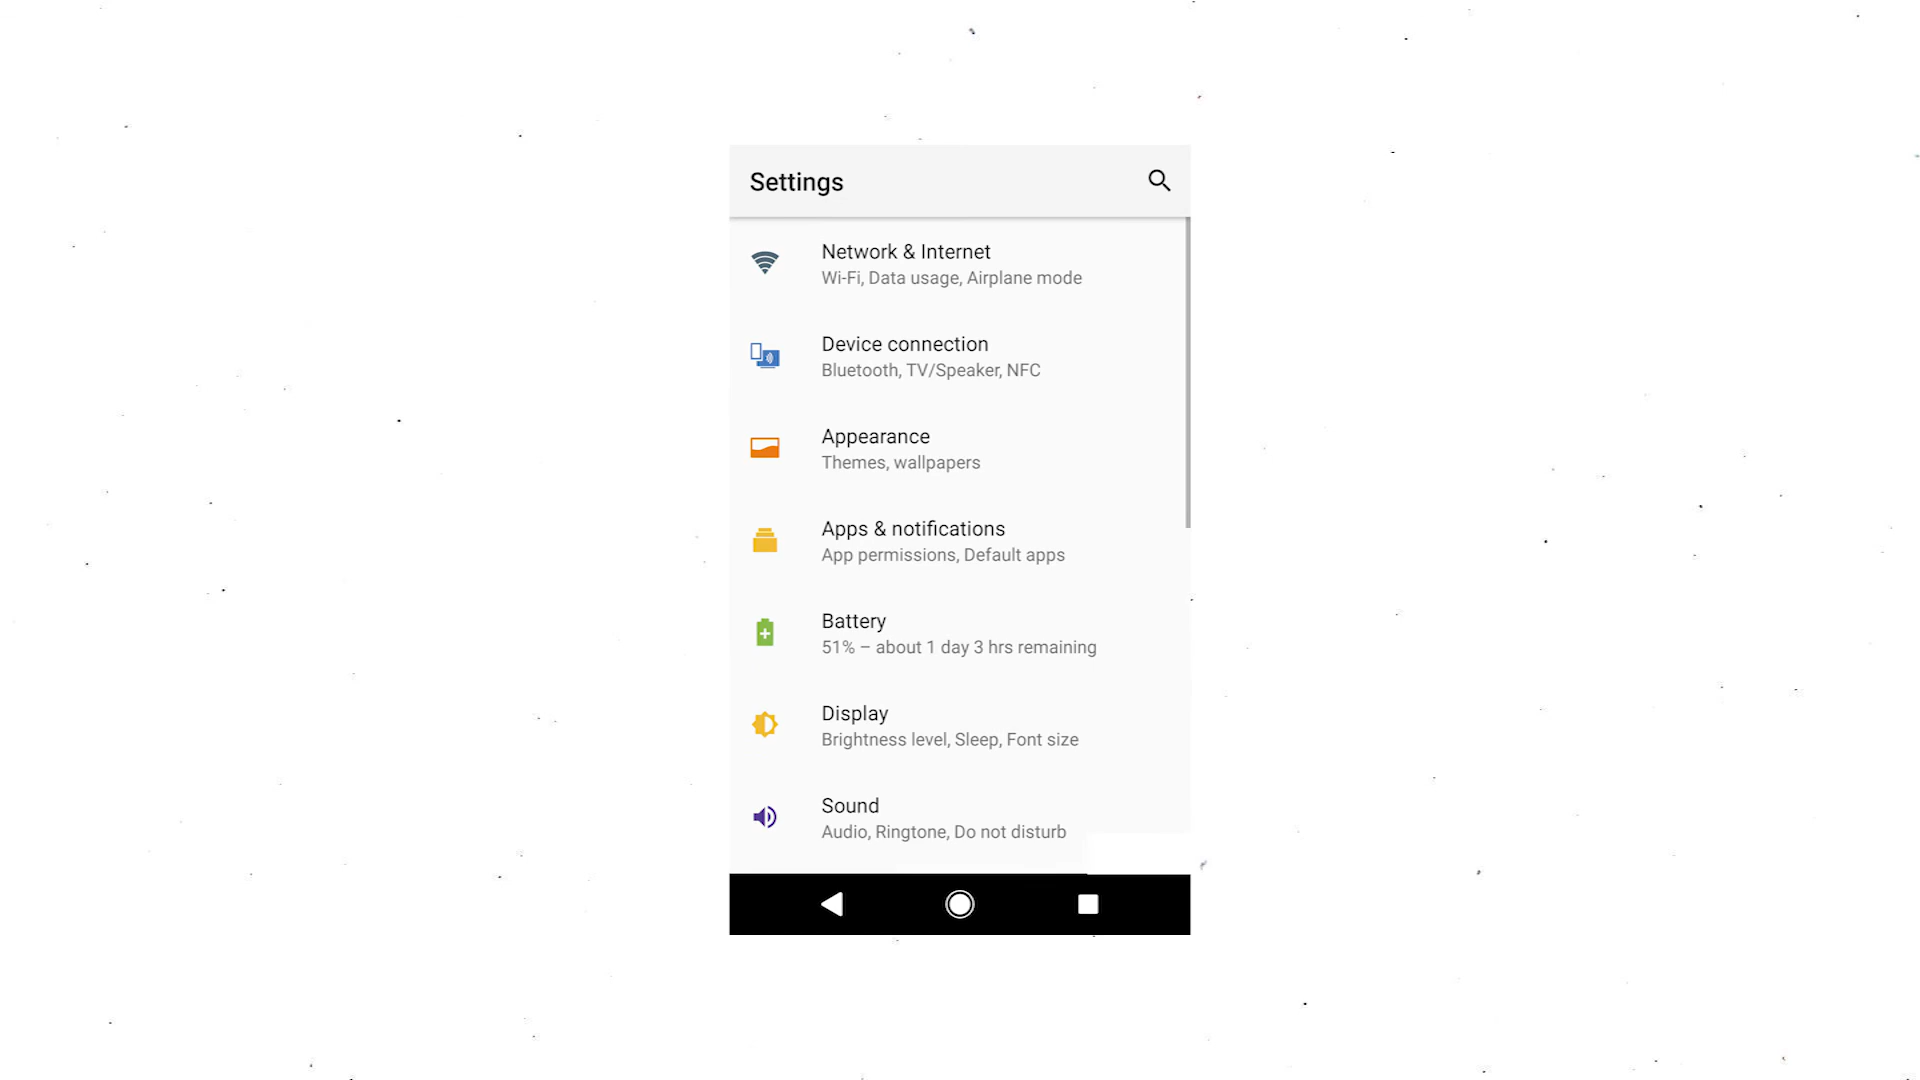 Settings
Network & Internet
Wi-Fi, Data usage, Airplane mode
Device connection
Bluetooth, TV/Speaker, NFC
Appearance
Themes, wallpapers
Apps & notifications
App permissions, Default apps
Battery
51% – about 1 day 3 hrs remaining
Display
Brightness level, Sleep, Font size
Sound
Audio, Ringtone, Do not disturb